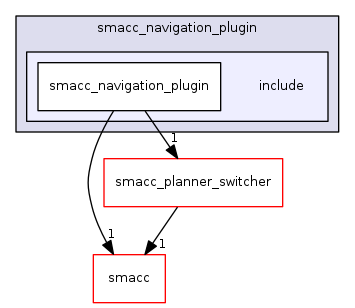 smacc_navigation_plugin
smacc_navigation_plugin include
1
smacc_planner_switcher
1 1
smacc